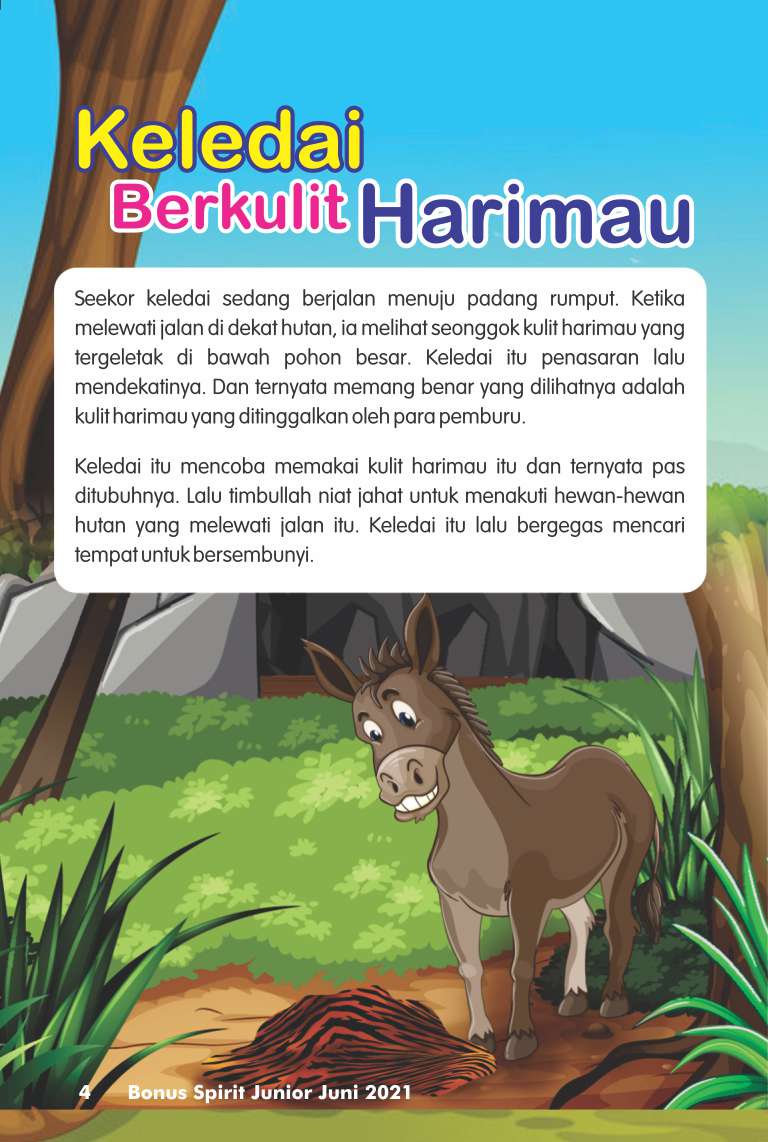 Keledai
Berkulit Harimau
Seekor keledai sedang berjalan menuju padang rumput. Ketika
melewati jalan di dekat hutan, ia melihat seonggok kulit harimau yang
tergeletak di bawah pohon besar. Keledai itu penasaran lalu
mendekatinya. Dan ternyata memang benar yang dilihatnya adalah
kulit harimau yang ditinggalkan oleh para pemburu.
Keledai itu mencoba memakai kulit harimau itu dan ternyata pas
ditubuhnya. Lalu timbullah niat jahat untuk menakuti hewan-hewan
hutan yang melewati jalan itu. Keledai itu lalu bergegas mencari
tempat untuk bersembunyi.
4 Bonus Spirit Junior Juni 2021